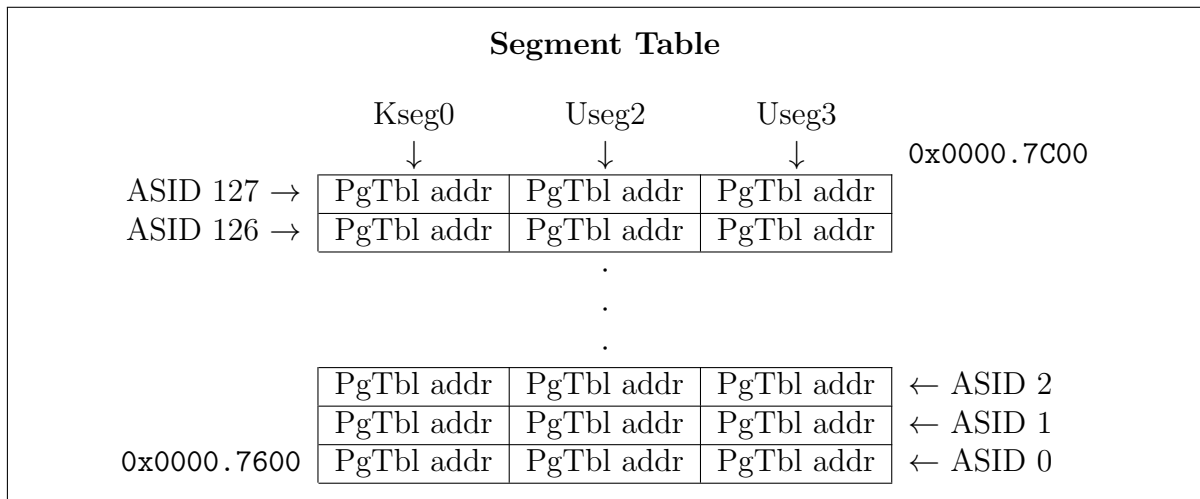 Segment Table
Kseg0 Useg2 Useg3
↓ ↓ ↓ 0x0000.7C00
ASID 127 → PgTbl addr PgTbl addr PgTbl addr
ASID 126 → PgTbl addr PgTbl addr PgTbl addr
.
.
.
PgTbl addr PgTbl addr PgTbl addr ← ASID 2
PgTbl addr PgTbl addr PgTbl addr ← ASID 1
0x0000.7600 PgTbl addr PgTbl addr PgTbl addr ← ASID 0